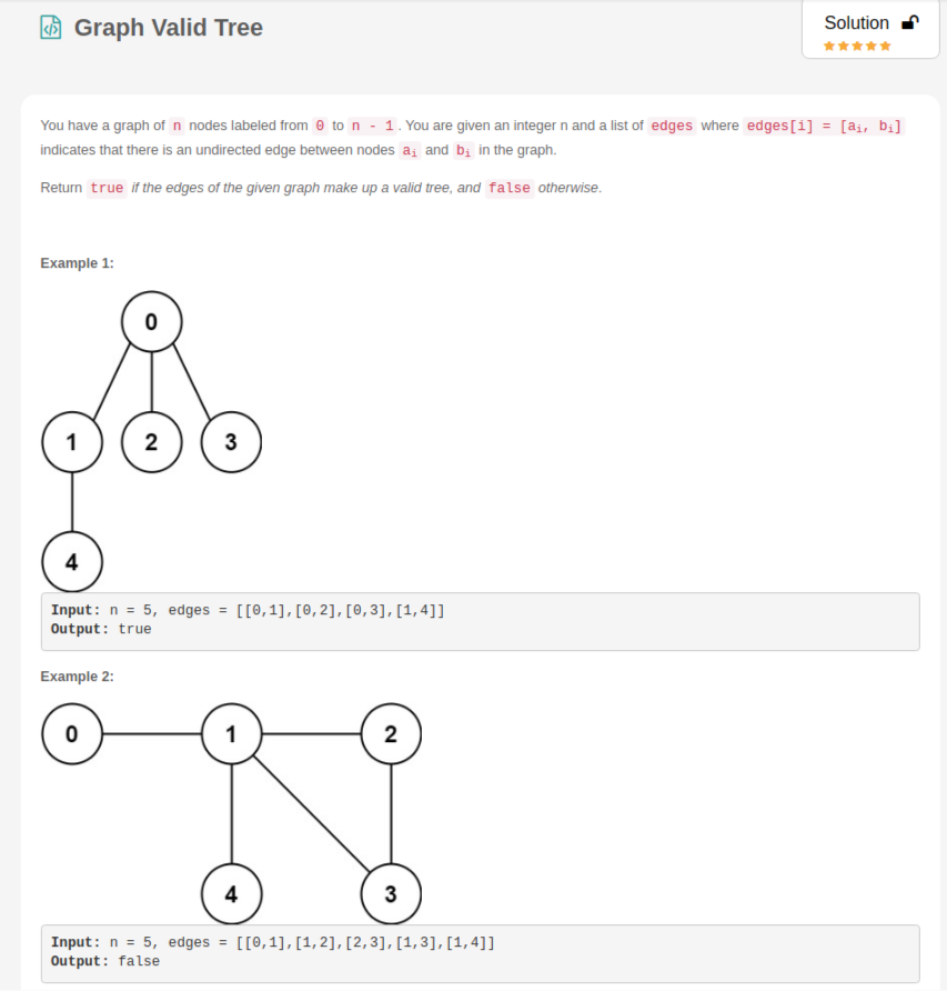 Graph Valid Tree
Solution
You have a graph of n nodes labeled from 0 to n - 1. You are given an integer n and a list of edges where edges[i] = [aᵢ, bᵢ]
indicates that there is an undirected edge between nodes aᵢ and bᵢ in the graph.
Return true if the edges of the given graph make up a valid tree, and false otherwise.
Example 1:
0
1 2 3
4
Input: n = 5, edges = [[0,1],[0,2],[0,3],[1,4]]
Output: true
Example 2:
0 1 2
4 3
Input: n = 5, edges = [[0,1],[1,2],[2,3],[1,3],[1,4]]
Output: false